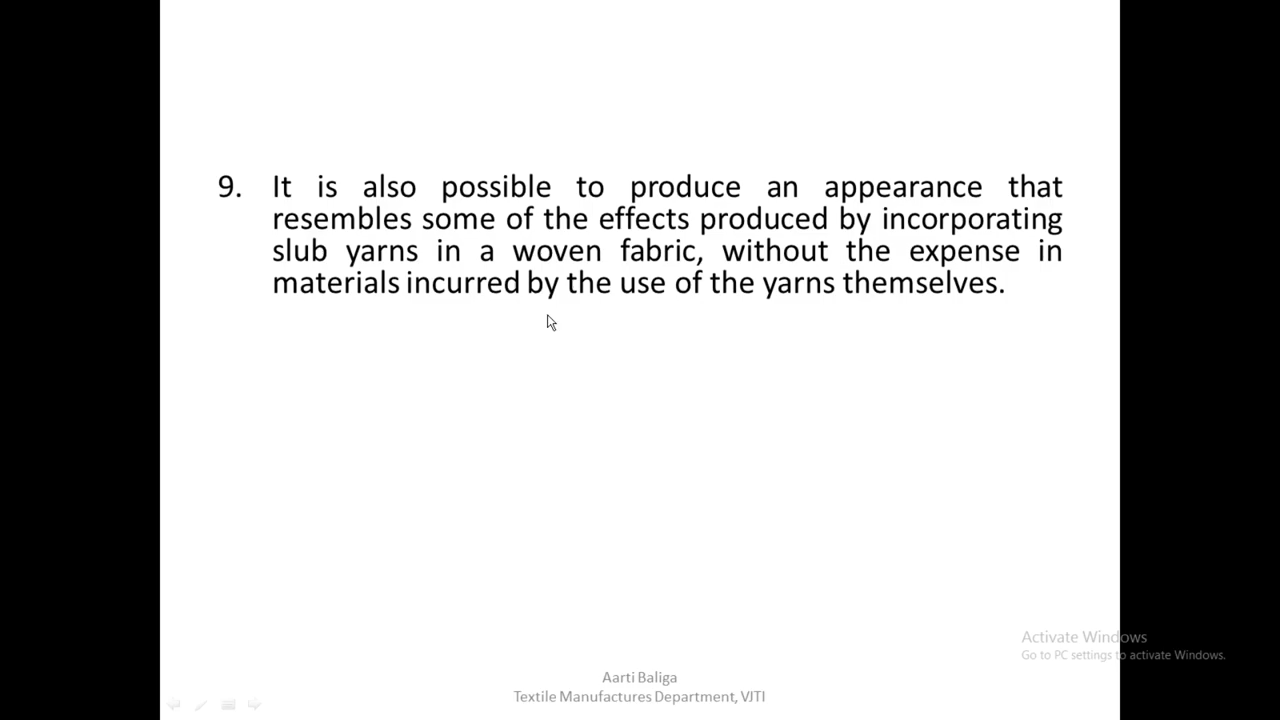 9. It is also possible to produce an appearance that
resembles some of the effects produced by incorporating
slub yarns in a woven fabric, without the expense in
materials incurred by the use of the yarns themselves.
Activate Windows
Go to PC settings to activate Windows.
Aarti Baliga
Textile Manufactures Department, VJTI